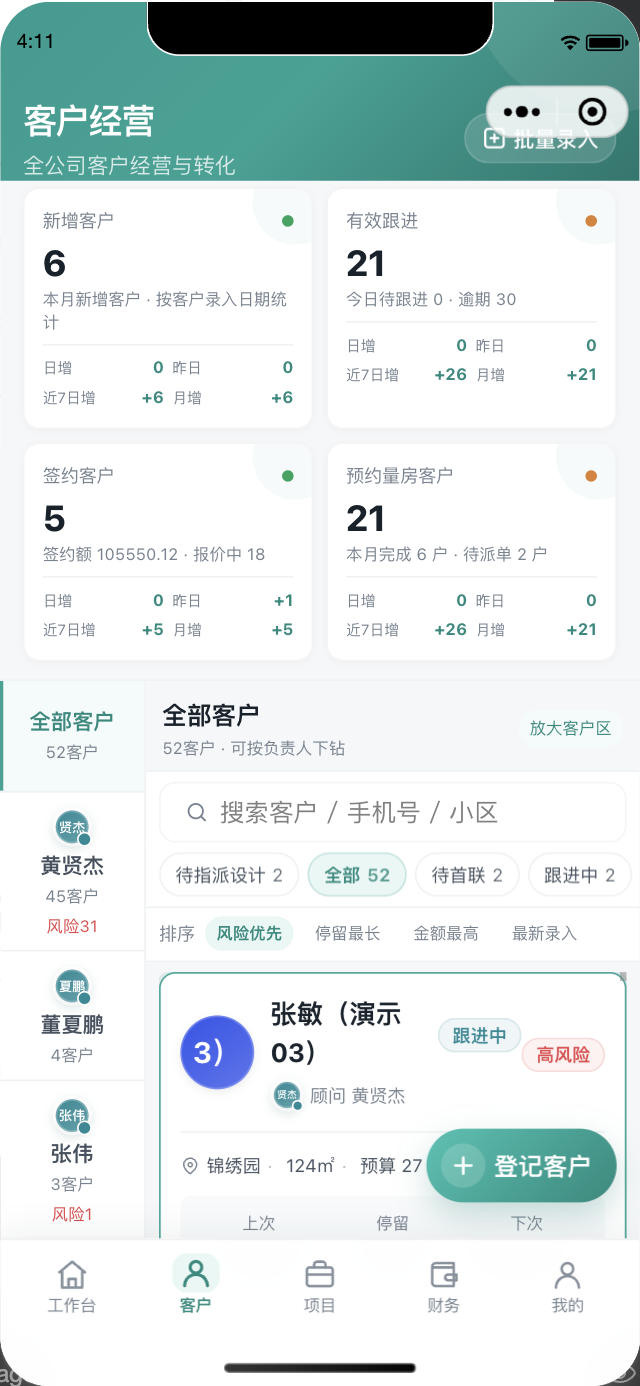 4:11
客户经营
批量录入
全公司客户经营与转化
新增客户
6
本月新增客户 · 按客户录入日期统
计
日增 0 昨日 0
近7日增 +6 月增 +6
有效跟进
21
今日待跟进 0 · 逾期 30
日增 0 昨日 0
近7日增 +26 月增 +21
签约客户
5
签约额 105550.12 · 报价中 18
日增 0 昨日 +1
近7日增 +5 月增 +5
预约量房客户
21
本月完成 6 户 · 待派单 2 户
日增 0 昨日 0
近7日增 +26 月增 +21
全部客户
52客户
贤杰
黄贤杰
45客户
风险31
夏鹏
董夏鹏
4客户
张伟
张伟
3客户
风险1
全部客户
52客户 · 可按负责人下钻
放大客户区
搜索客户 / 手机号 / 小区
待指派设计 2 全部 52 待首联 2 跟进中 2
排序 风险优先 停留最长 金额最高 最新录入
3）
张敏（演示
03）
跟进中
高风险
贤杰 顾问 黄贤杰
锦绣园 · 124㎡ · 预算 27
登记客户
上次 停留 下次
工作台 客户 项目 财务 我的